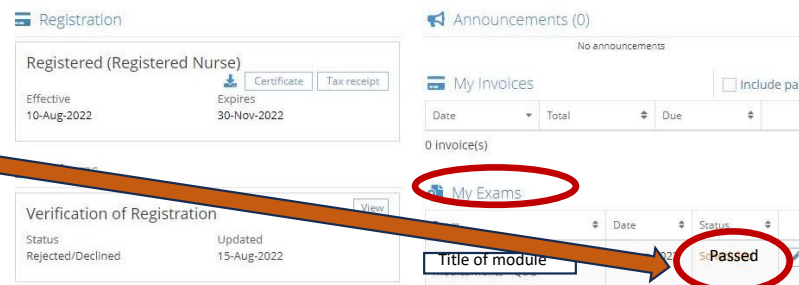 Registration
Registered (Registered Nurse)
Certificate
Tax receipt
Effective
Expires
10-Aug-2022
30-Nov-2022
Verification of Registration
View
Status
Updated
Rejected/Declined
15-Aug-2022
Announcements (0)
No announcements
My Invoices
Include pa
Date
Total
Due
0 invoice(s)
My Exams
Date
Status
Title of module
Passed